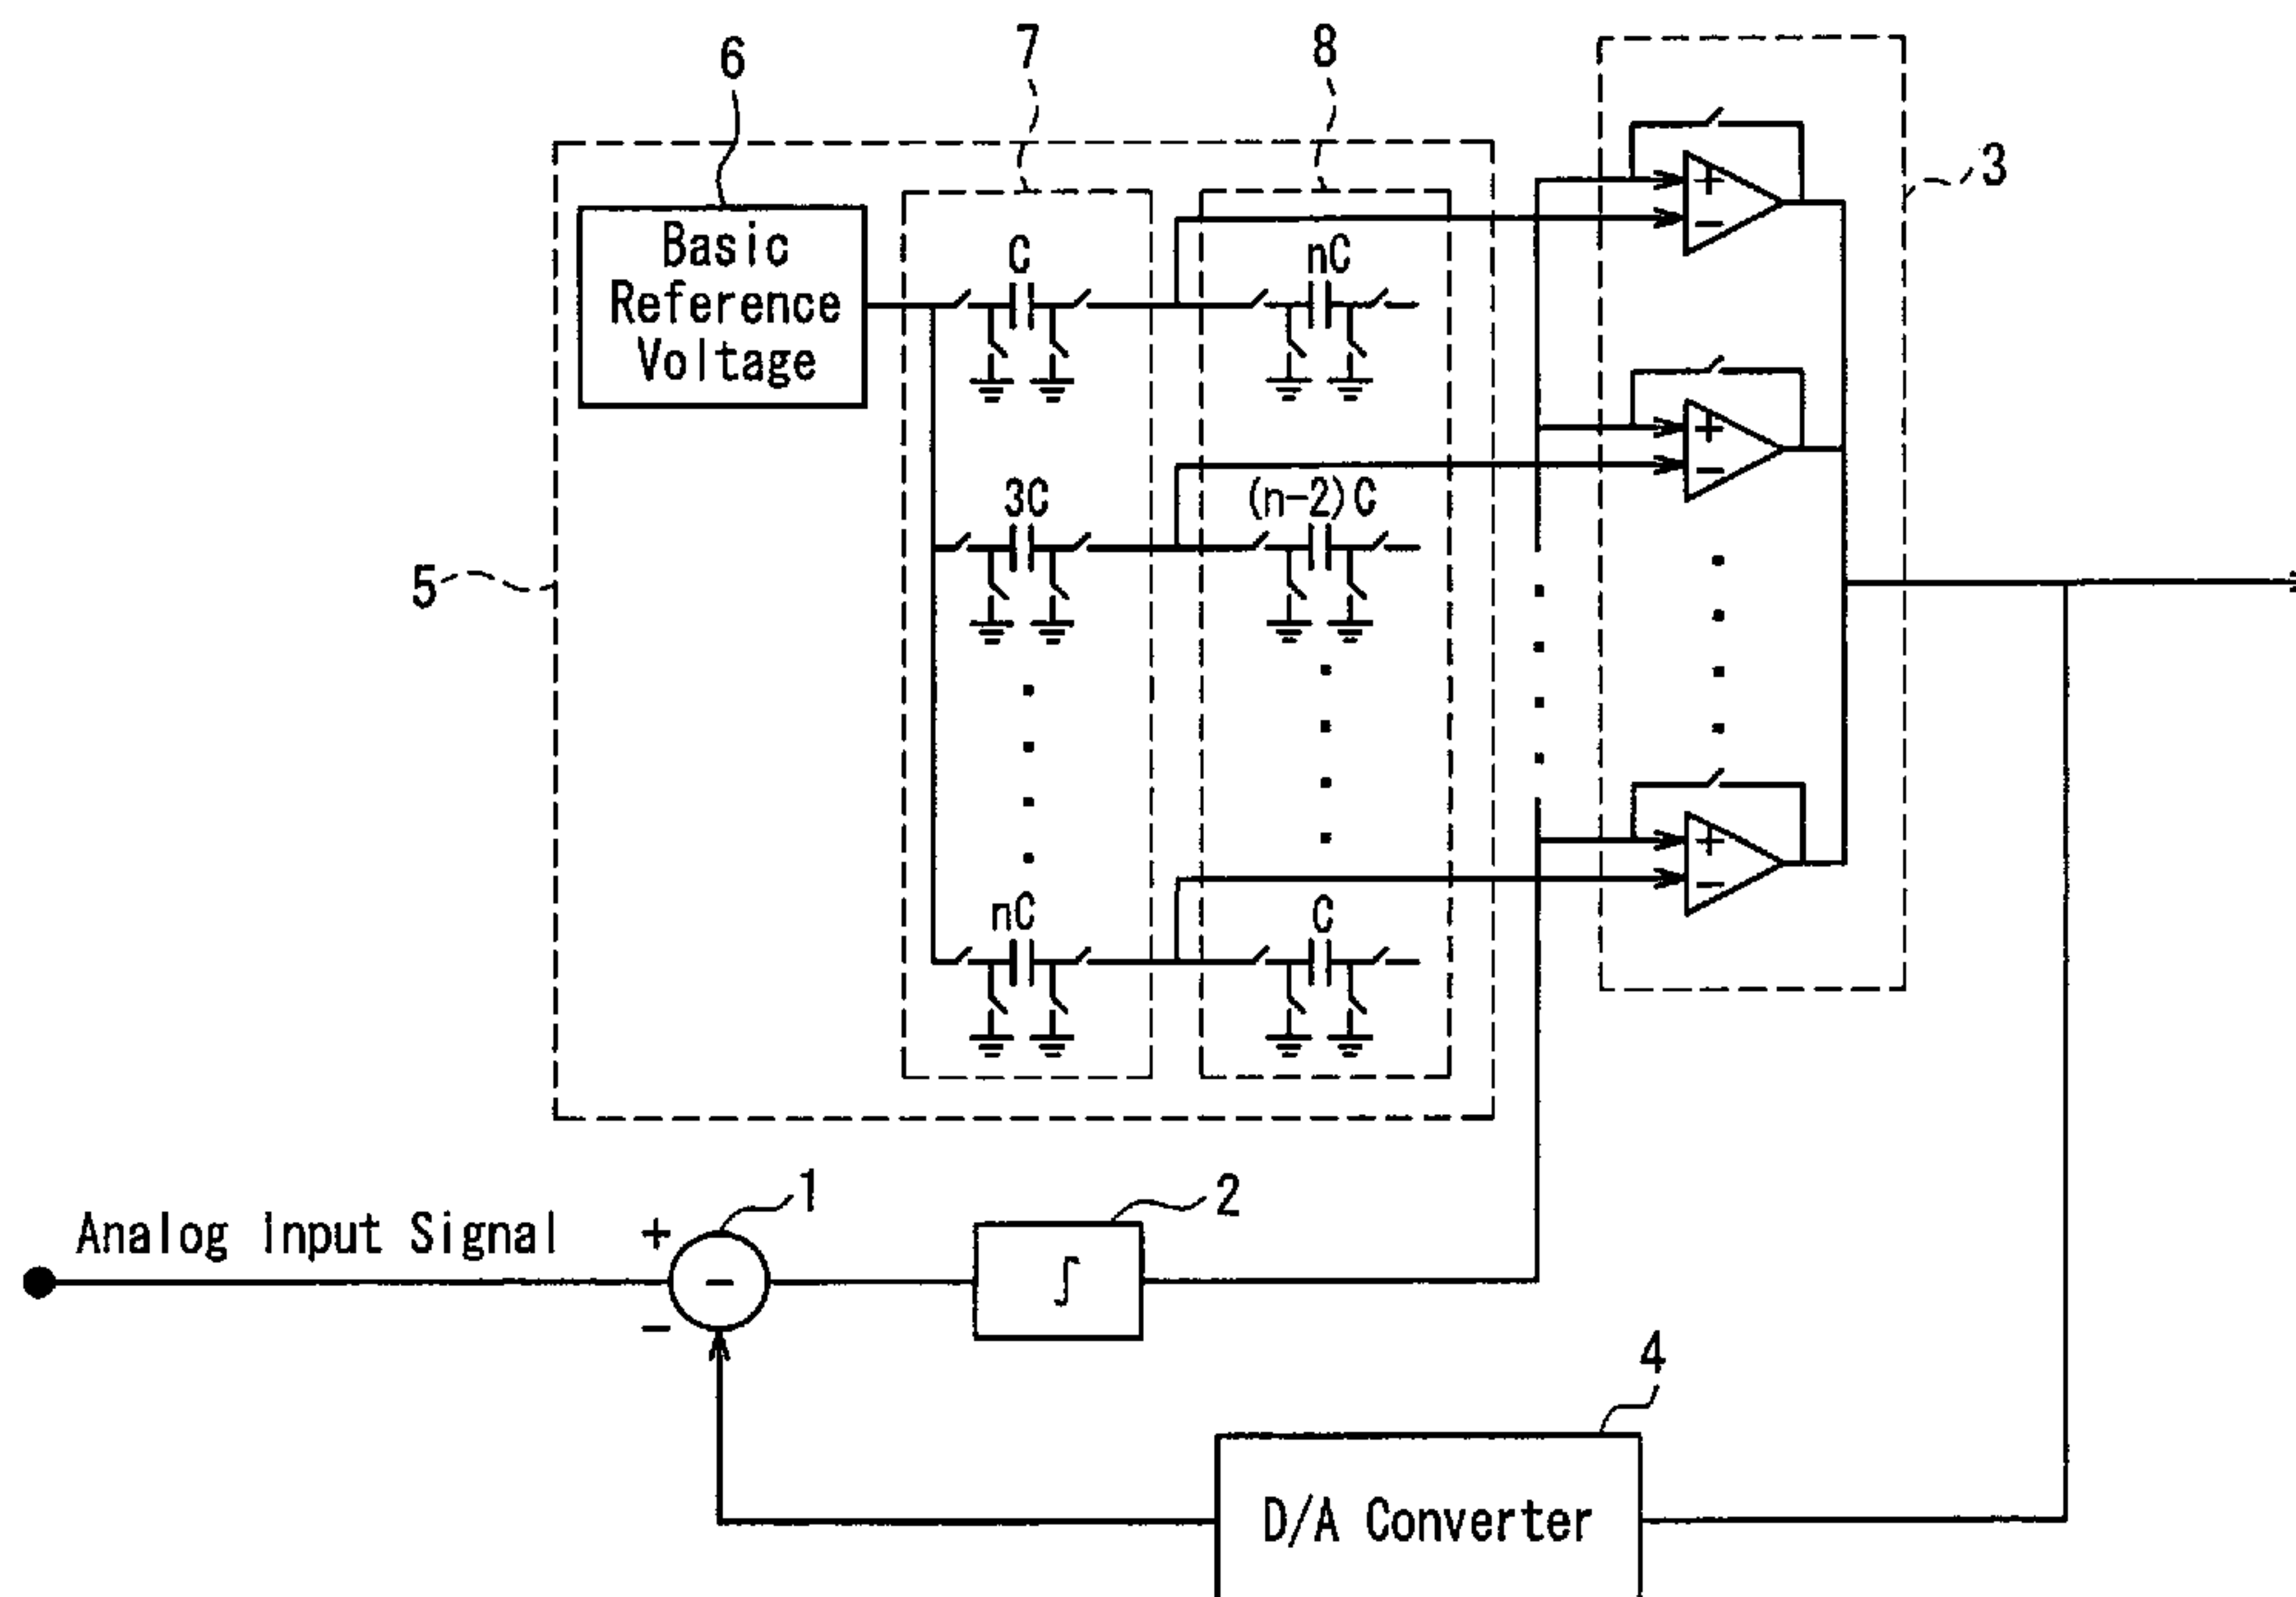 7
8
6
3
Basic
Reference
Voltage
C
nC
+
−
3C
(n-2)C
+
−
5
nC
C
+
−
Analog input Signal
+
−
−
1
2
∫
4
D/A Converter